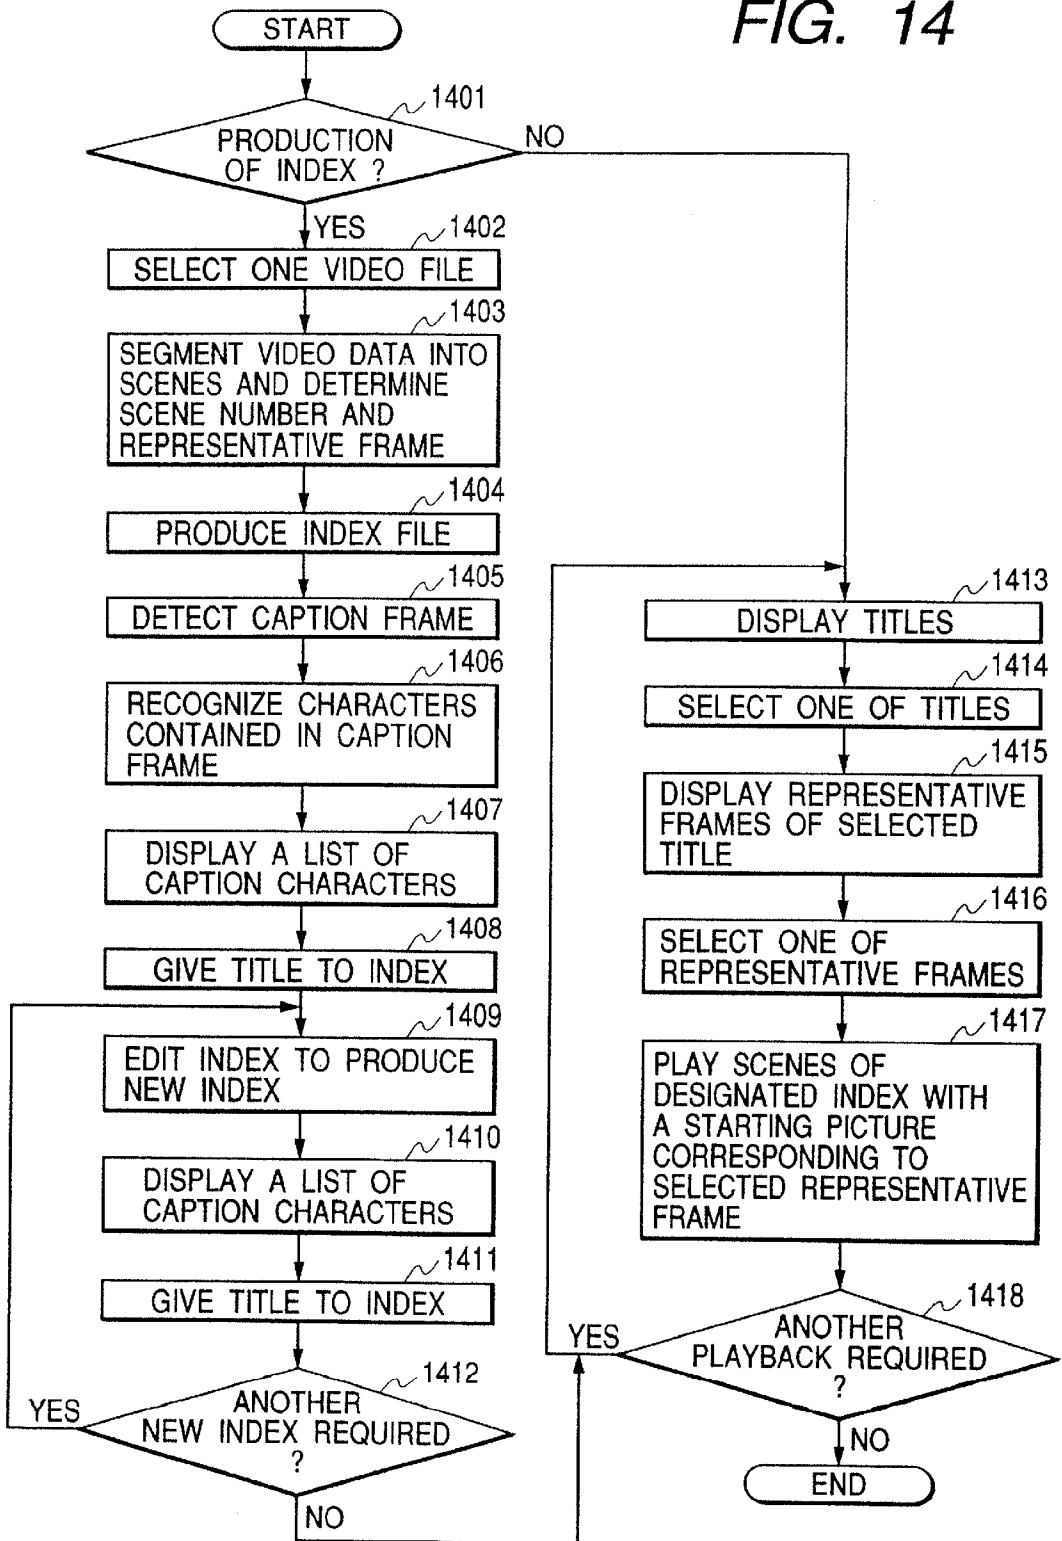 FIG. 14
START
1401
PRODUCTION
OF INDEX ?
NO
YES
1402
SELECT ONE VIDEO FILE
1403
SEGMENT VIDEO DATA INTO
SCENES AND DETERMINE
SCENE NUMBER AND
REPRESENTATIVE FRAME
1404
PRODUCE INDEX FILE
1405
DETECT CAPTION FRAME
1406
RECOGNIZE CHARACTERS
CONTAINED IN CAPTION
FRAME
1407
DISPLAY A LIST OF
CAPTION CHARACTERS
1408
GIVE TITLE TO INDEX
1409
EDIT INDEX TO PRODUCE
NEW INDEX
1410
DISPLAY A LIST OF
CAPTION CHARACTERS
1411
GIVE TITLE TO INDEX
1412
ANOTHER
NEW INDEX REQUIRED
?
YES
NO
1413
DISPLAY TITLES
1414
SELECT ONE OF TITLES
1415
DISPLAY REPRESENTATIVE
FRAMES OF SELECTED
TITLE
1416
SELECT ONE OF
REPRESENTATIVE FRAMES
1417
PLAY SCENES OF
DESIGNATED INDEX WITH
A STARTING PICTURE
CORRESPONDING TO
SELECTED REPRESENTATIVE
FRAME
1418
ANOTHER
PLAYBACK REQUIRED
?
YES
NO
END